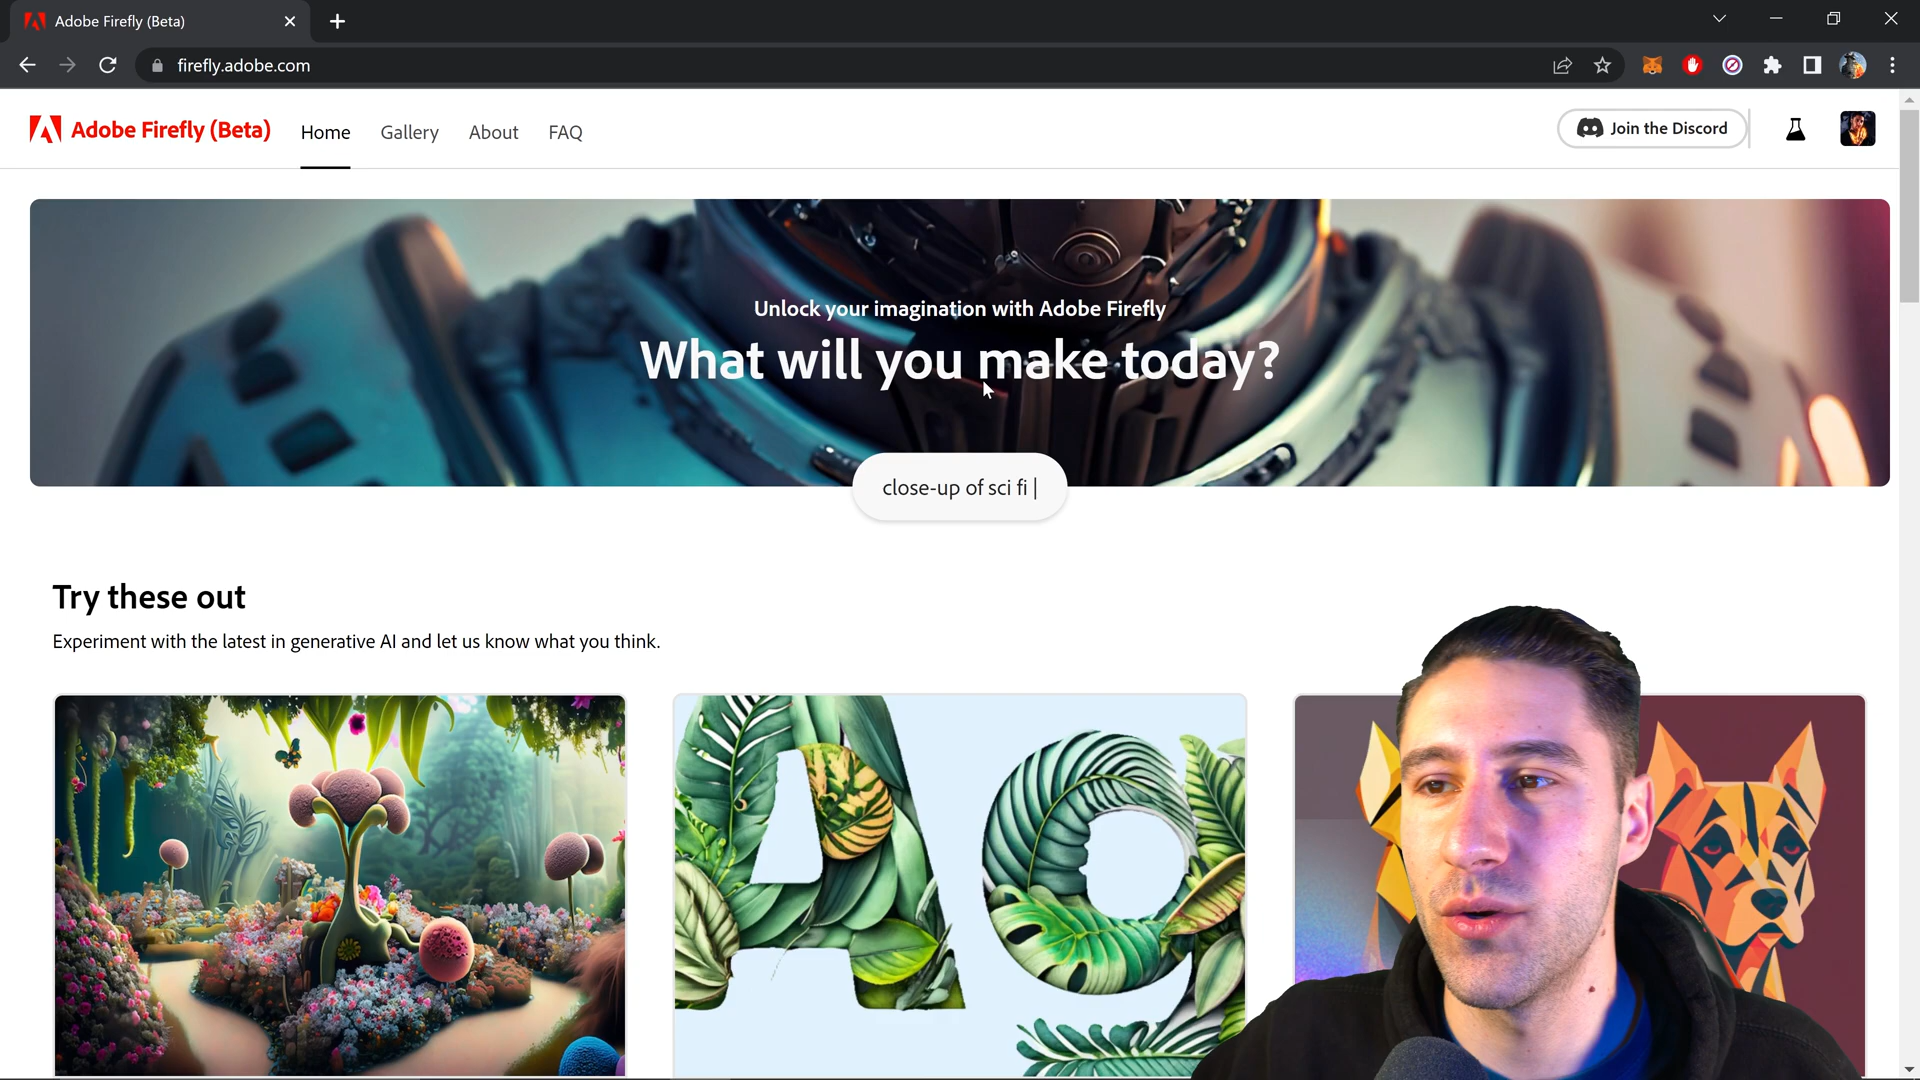 Adobe Firefly (Beta)
firefly.adobe.com
Adobe Firefly (Beta)
Home
Gallery
About
FAQ
Join the Discord
Unlock your imagination with Adobe Firefly
What will you make today?
close-up of sci fi
Try these out
Experiment with the latest in generative AI and let us know what you think.
Ag